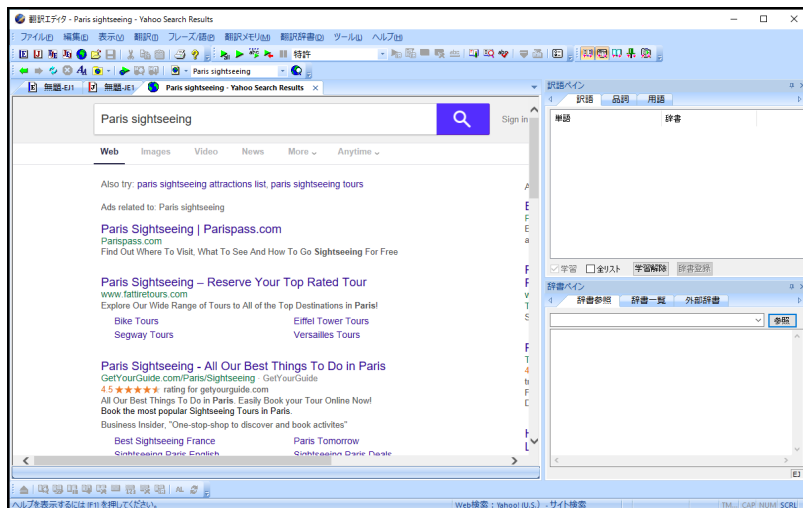 翻訳エディタ - Paris sightseeing - Yahoo Search Results
ファイル(F) 編集(E) 表示(V) 翻訳(T) フレーズ/語(P) 翻訳メモリ(M) 翻訳辞書(D) ツール(L) ヘルプ(H)
特許
Paris sightseeing
無題-EJ1 無題-JE1 Paris sightseeing - Yahoo Search Results ×
Paris sightseeing
Sign in
Web Images Video News More Anytime
Also try: paris sightseeing attractions list, paris sightseeing tours
Ads related to: Paris sightseeing
Paris Sightseeing | Parispass.com
Parispass.com
Find Out Where To Visit, What To See And How To Go Sightseeing For Free
Paris Sightseeing – Reserve Your Top Rated Tour
www.fattiretours.com
Explore Our Wide Range of Tours to All of the Top Destinations in Paris!
Bike Tours Eiffel Tower Tours
Segway Tours Versailles Tours
Paris Sightseeing - All Our Best Things To Do in Paris
GetYourGuide.com/Paris/Sightseeing · GetYourGuide
4.5 ★★★★★ rating for getyourguide.com
All Our Best Things To Do in Paris. Easily Book your Tour Online Now!
Book the most popular Sightseeing Tours in Paris.
Business Insider, "One-stop-shop to discover and book activites"
Best Sightseeing France Paris Tomorrow
Sightseeing Paris English Sightseeing Paris Deals
訳語ペイン
訳語 品詞 用語
単語 辞書
学習 全リスト 学習解除 辞書登録
辞書ペイン
辞書参照 辞書一覧 外部辞書
参照
ヘルプを表示するには [F1] を押してください。
Web検索 : Yahoo! (U.S.) - サイト検索
TM... CAP NUM SCRL